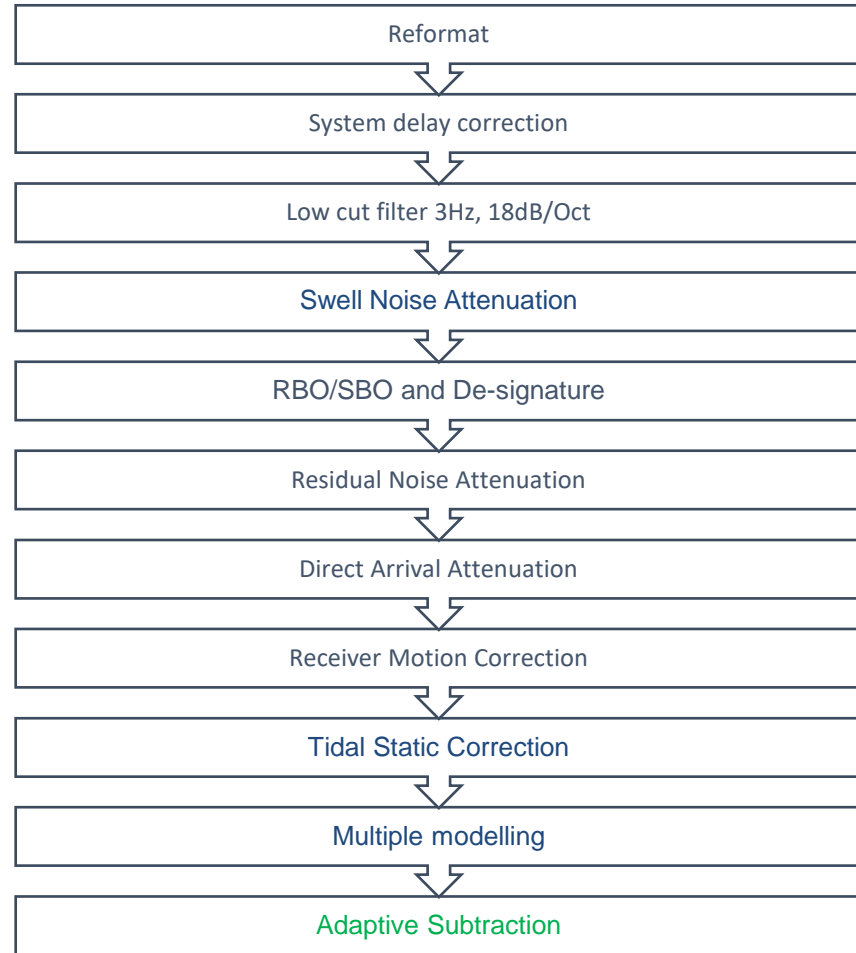 Reformat
System delay correction
Low cut filter 3Hz, 18dB/Oct
Swell Noise Attenuation
RBO/SBO and De-signature
Residual Noise Attenuation
Direct Arrival Attenuation
Receiver Motion Correction
Tidal Static Correction
Multiple modelling
Adaptive Subtraction